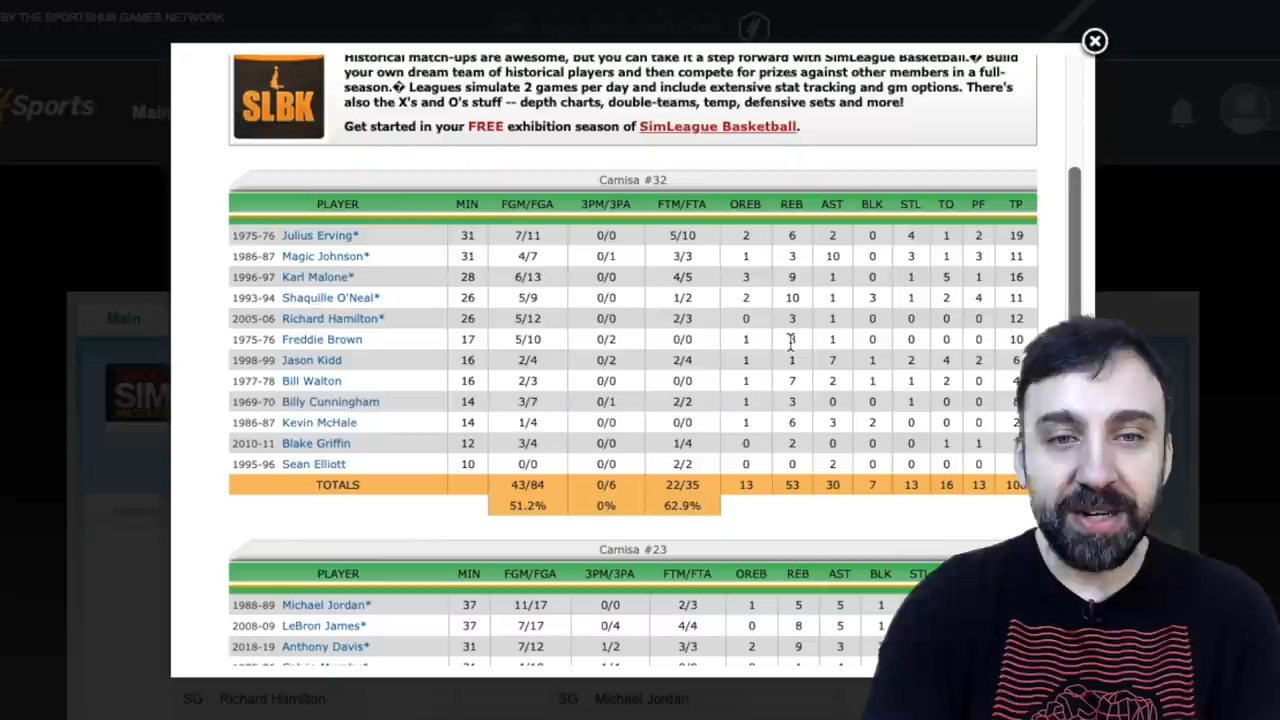 BY THE SPORTSHUB GAMES NETWORK
Sports Main
Historical match-ups are awesome, but you can take it a step forward with SimLeague Basketball.� Build
your own dream team of historical players and then compete for prizes against other members in a full-
season.� Leagues simulate 2 games per day and include extensive stat tracking and gm options. There's
also the X's and O's stuff -- depth charts, double-teams, temp, defensive sets and more!
SLBK
Get started in your FREE exhibition season of SimLeague Basketball.
Camisa #32
PLAYER MIN FGM/FGA 3PM/3PA FTM/FTA OREB REB AST BLK STL TO PF TP
1975-76 Julius Erving* 31 7/11 0/0 5/10 2 6 2 0 4 1 2 19
1986-87 Magic Johnson* 31 4/7 0/1 3/3 1 3 10 0 3 1 3 11
1996-97 Karl Malone* 28 6/13 0/0 4/5 3 9 1 0 1 5 1 16
1993-94 Shaquille O'Neal* 26 5/9 0/0 1/2 2 10 1 3 1 2 4 11
2005-06 Richard Hamilton* 26 5/12 0/0 2/3 0 3 1 0 0 0 0 12
1975-76 Freddie Brown 17 5/10 0/2 0/0 1 3 1 0 0 0 0 10
1998-99 Jason Kidd 16 2/4 0/0 2/4 1 1 7 1 2 4 2 6
1977-78 Bill Walton 16 2/3 0/0 0/0 1 7 2 1 1 2 0 4
1969-70 Billy Cunningham 14 3/7 0/1 2/2 1 3 0 0 1 0 0 8
1986-87 Kevin McHale 14 1/4 0/0 0/0 1 6 3 2 0 0 0 2
2010-11 Blake Griffin 12 3/4 0/0 1/4 0 2 0 0 0 1 1
1995-96 Sean Elliott 10 0/0 0/0 2/2 0 0 2 0 0 0 0
TOTALS 43/84 0/6 22/35 13 53 30 7 13 16 13
51.2% 0% 62.9%
Camisa #23
PLAYER MIN FGM/FGA 3PM/3PA FTM/FTA OREB REB AST BLK
1988-89 Michael Jordan* 37 11/17 0/0 2/3 1 5 5 1
2008-09 LeBron James* 37 7/17 0/4 4/4 0 8 5 1
2018-19 Anthony Davis* 31 7/12 1/2 3/3 2 9 3
Main
SIM
SG Richard Hamilton SG Michael Jordan